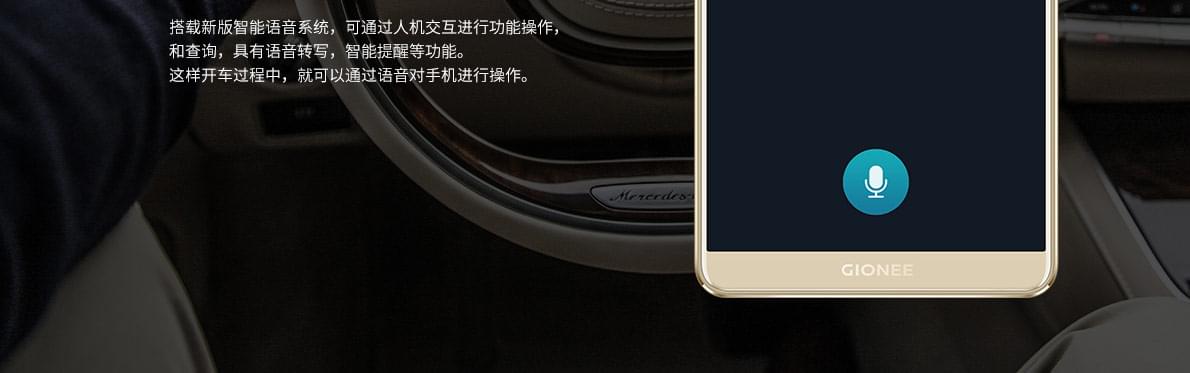 搭载新版智能语音系统，可通过人机交互进行功能操作，
和查询，具有语音转写，智能提醒等功能。
这样开车过程中，就可以通过语音对手机进行操作。
Mercedes-
GIONEE